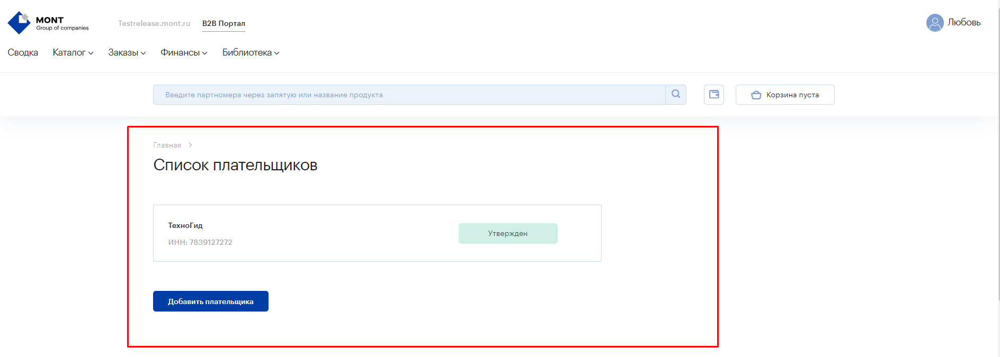 MONT
Group of companies
Testrelease.mont.ru B2B Портал
Любовь
Сводка Каталог Заказы Финансы Библиотека
Введите партномера через запятую или название продукта
Корзина пуста
Главная
Список плательщиков
ТехноГид
ИНН: 7839127272
Утвержден
Добавить плательщика